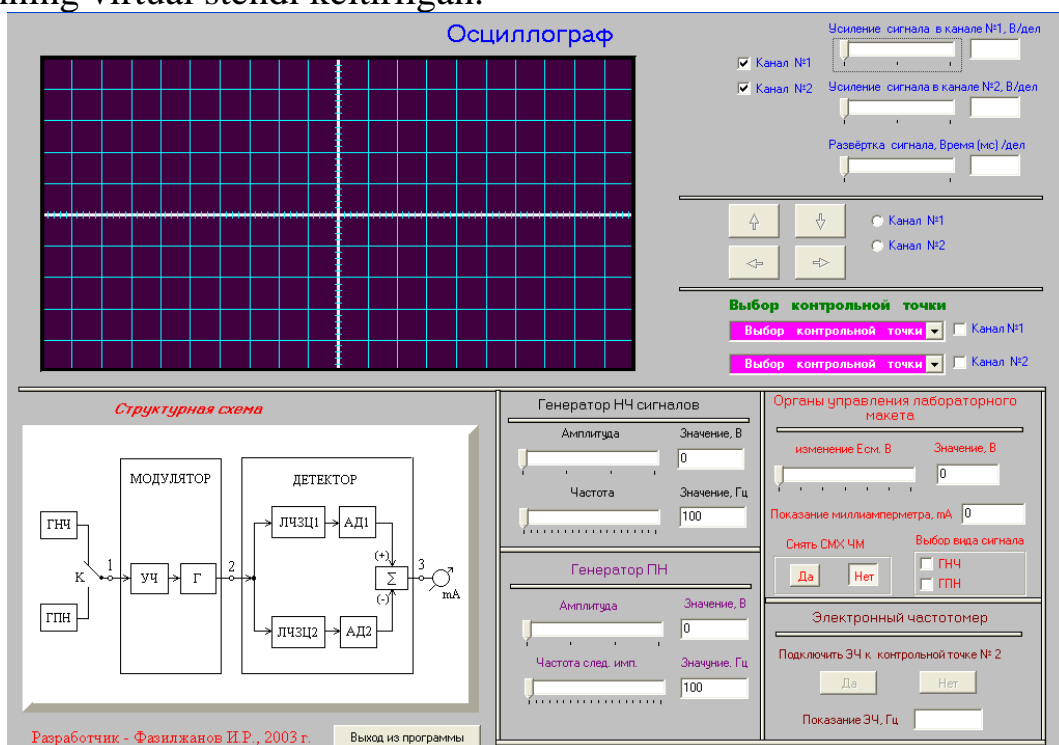 ning virtual stendi keltirilgan.
Осциллограф
Усиление сигнала в канале №1, В/дел
Канал №1
Канал №2
Усиление сигнала в канале №2, В/дел
Развёртка сигнала, Время (мс) /дел
Канал №1
Канал №2
Выбор контрольной точки
Выбор контрольной точки
Канал №1
Выбор контрольной точки
Канал №2
Структурная схема
МОДУЛЯТОР
ДЕТЕКТОР
ГНЧ
К
ГПН
1
УЧ
Г
2
ЛЧЗЦ1
АД1
(+)
Σ
(-)
3
mA
ЛЧЗЦ2
АД2
Разработчик - Фазилжанов И.Р., 2003 г.
Выход из программы
Генератор НЧ сигналов
Амплитуда
Значение, В
0
Частота
Значение, Гц
100
Генератор ПН
Амплитуда
Значение, В
0
Частота след. имп.
Значуние. Гц
100
Органы управления лабораторного
макета
изменение Есм. В
Значение, В
0
Показание миллиамперметра, mA
0
Снять СМХ ЧМ
Да
Нет
Выбор вида сигнала
ГНЧ
ГПН
Электронный частотомер
Подключить ЭЧ к контрольной точке № 2
Да
Нет
Показание ЭЧ, Гц